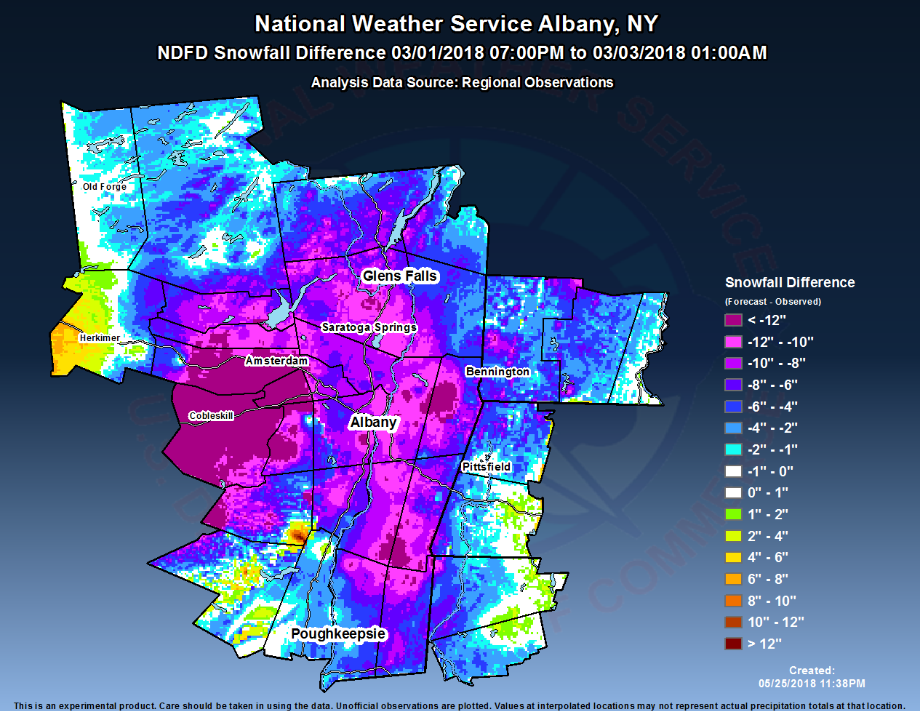 National Weather Service Albany, NY
NDFD Snowfall Difference 03/01/2018 07:00PM to 03/03/2018 01:00AM
Analysis Data Source: Regional Observations
Old Forge
Glens Falls
Saratoga Springs
Herkimer
Amsterdam
Bennington
Cobleskill
Albany
Pittsfield
Poughkeepsie
Snowfall Difference
(Forecast - Observed)
< -12"
-12" - -10"
-10" - -8"
-8" - -6"
-6" - -4"
-4" - -2"
-2" - -1"
-1" - 0"
0" - 1"
1" - 2"
2" - 4"
4" - 6"
6" - 8"
8" - 10"
10" - 12"
> 12"
Created:
05/25/2018 11:38PM
This is an experimental product. Care should be taken in using the data. Unofficial observations are plotted. Values at interpolated locations may not represent actual precipitation totals at that location.